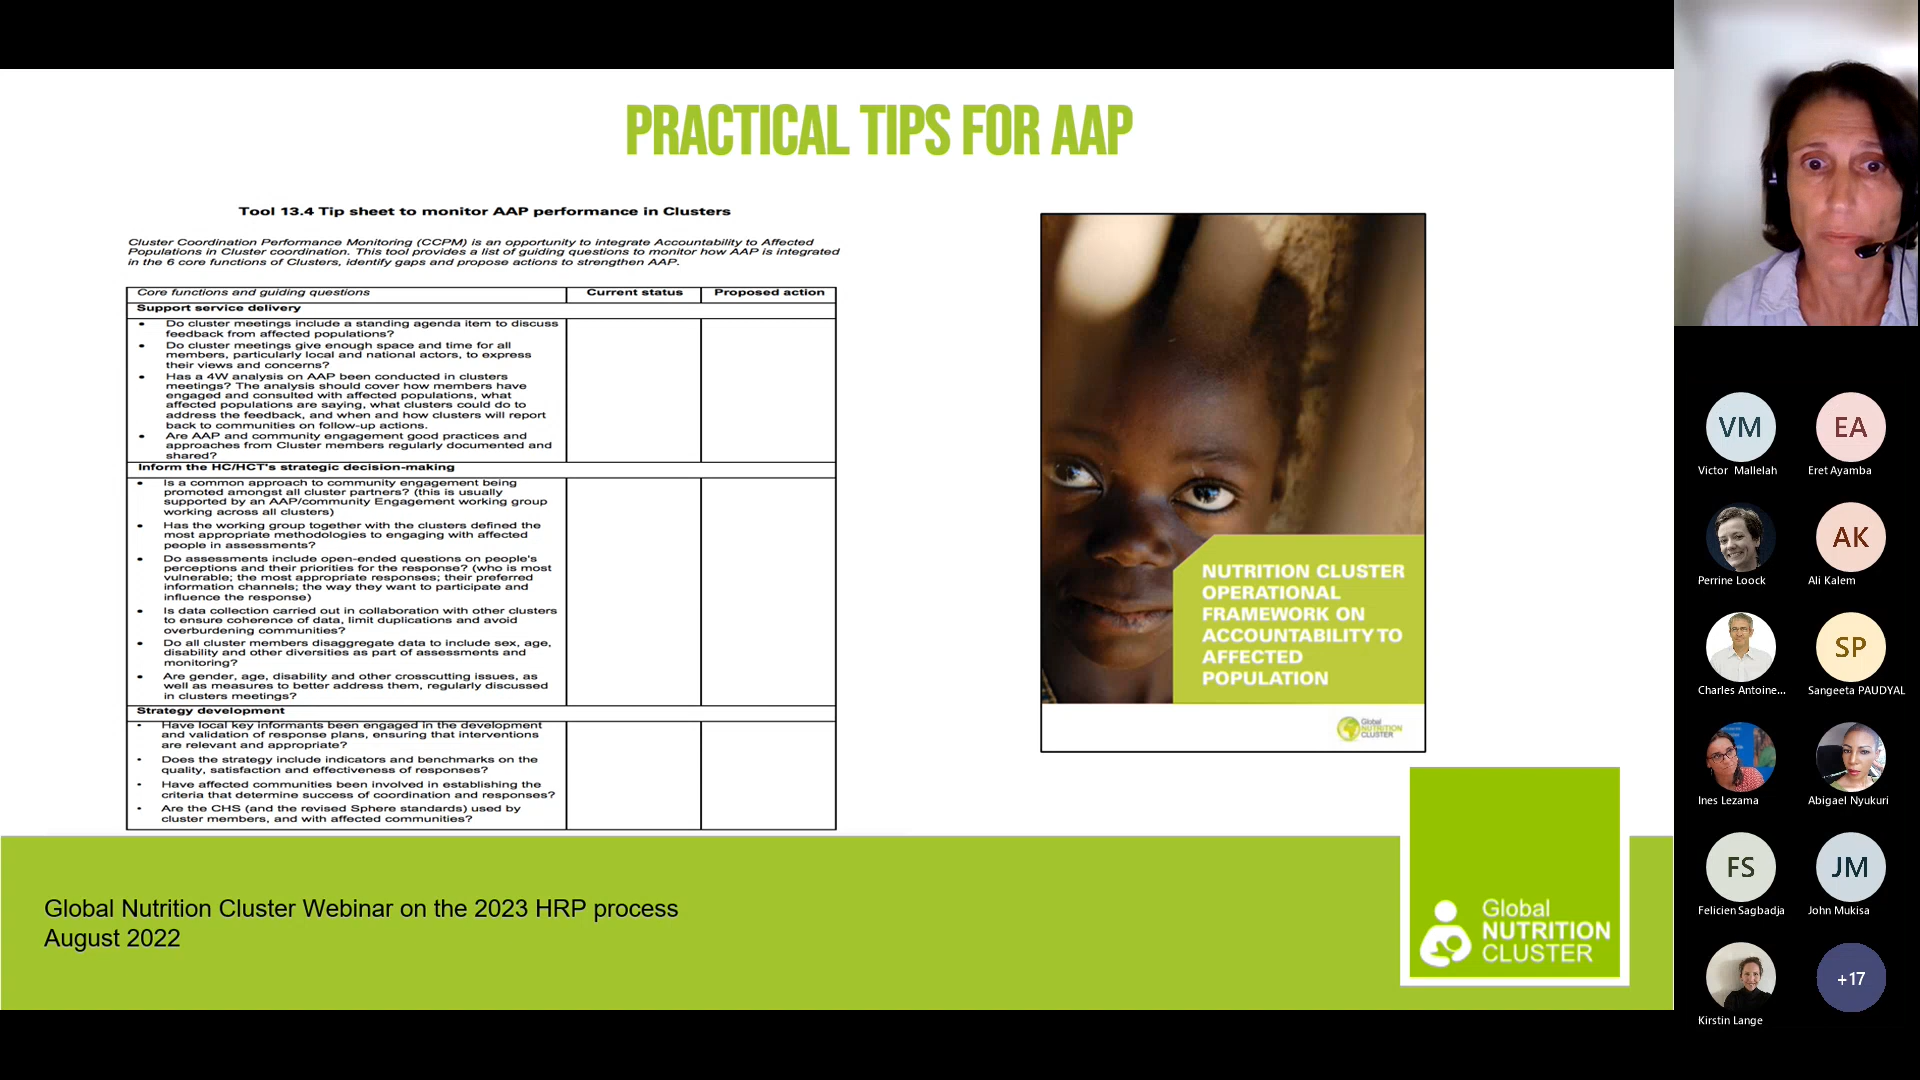 PRACTICAL TIPS FOR AAP
Tool 13.4 Tip sheet to monitor AAP performance in Clusters
Cluster Coordination Performance Monitoring (CCPM) is an opportunity to integrate Accountability to Affected
Populations in Cluster coordination. This tool provides a list of guiding questions to monitor how AAP is integrated
in the 6 core functions of Clusters, identify gaps and propose actions to strengthen AAP.
Core functions and guiding questions
Current status
Proposed action
Support service delivery
• Do cluster meetings include a standing agenda item to discuss
feedback from affected populations?
• Do cluster meetings give enough space and time for all
members, particularly local and national actors, to express
their views and concerns?
• Has a 4W analysis on AAP been conducted in clusters
meetings? The analysis should cover how members have
engaged and consulted with affected populations, what
affected populations are saying, what clusters could do to
address the feedback, and when and how clusters will report
back to communities on follow-up actions.
• Are AAP and community engagement good practices and
approaches from Cluster members regularly documented and
shared?
Inform the HC/HCT's strategic decision-making
• Is a common approach to community engagement being
promoted amongst all cluster partners? (this is usually
supported by an AAP/community Engagement working group
working across all clusters)
• Has the working group together with the clusters defined the
most appropriate methodologies to engaging with affected
people in assessments?
• Do assessments include open-ended questions on people's
perceptions and their priorities for the response? (who is most
vulnerable; the most appropriate responses; their preferred
information channels; the way they want to participate and
influence the response)
• Is data collection carried out in collaboration with other clusters
to ensure coherence of data, limit duplications and avoid
overburdening communities?
• Do all cluster members disaggregate data to include sex, age,
disability and other diversities as part of assessments and
monitoring?
• Are gender, age, disability and other crosscutting issues, as
well as measures to better address them, regularly discussed
in clusters meetings?
Strategy development
• Have local key informants been engaged in the development
and validation of response plans, ensuring that interventions
are relevant and appropriate?
• Does the strategy include indicators and benchmarks on the
quality, satisfaction and effectiveness of responses?
• Have affected communities been involved in establishing the
criteria that determine success of coordination and responses?
• Are the CHS (and the revised Sphere standards) used by
cluster members, and with affected communities?
NUTRITION CLUSTER
OPERATIONAL
FRAMEWORK ON
ACCOUNTABILITY TO
AFFECTED
POPULATION
Global
NUTRITION
CLUSTER
Global Nutrition Cluster Webinar on the 2023 HRP process
August 2022
Global
NUTRITION
CLUSTER
VM
Victor Mallelah
EA
Eret Ayamba
Perrine Loock
AK
Ali Kalem
Charles Antoine...
SP
Sangeeta PAUDYAL
Ines Lezama
Abigael Nyukuri
FS
Felicien Sagbadja
JM
John Mukisa
Kirstin Lange
+17